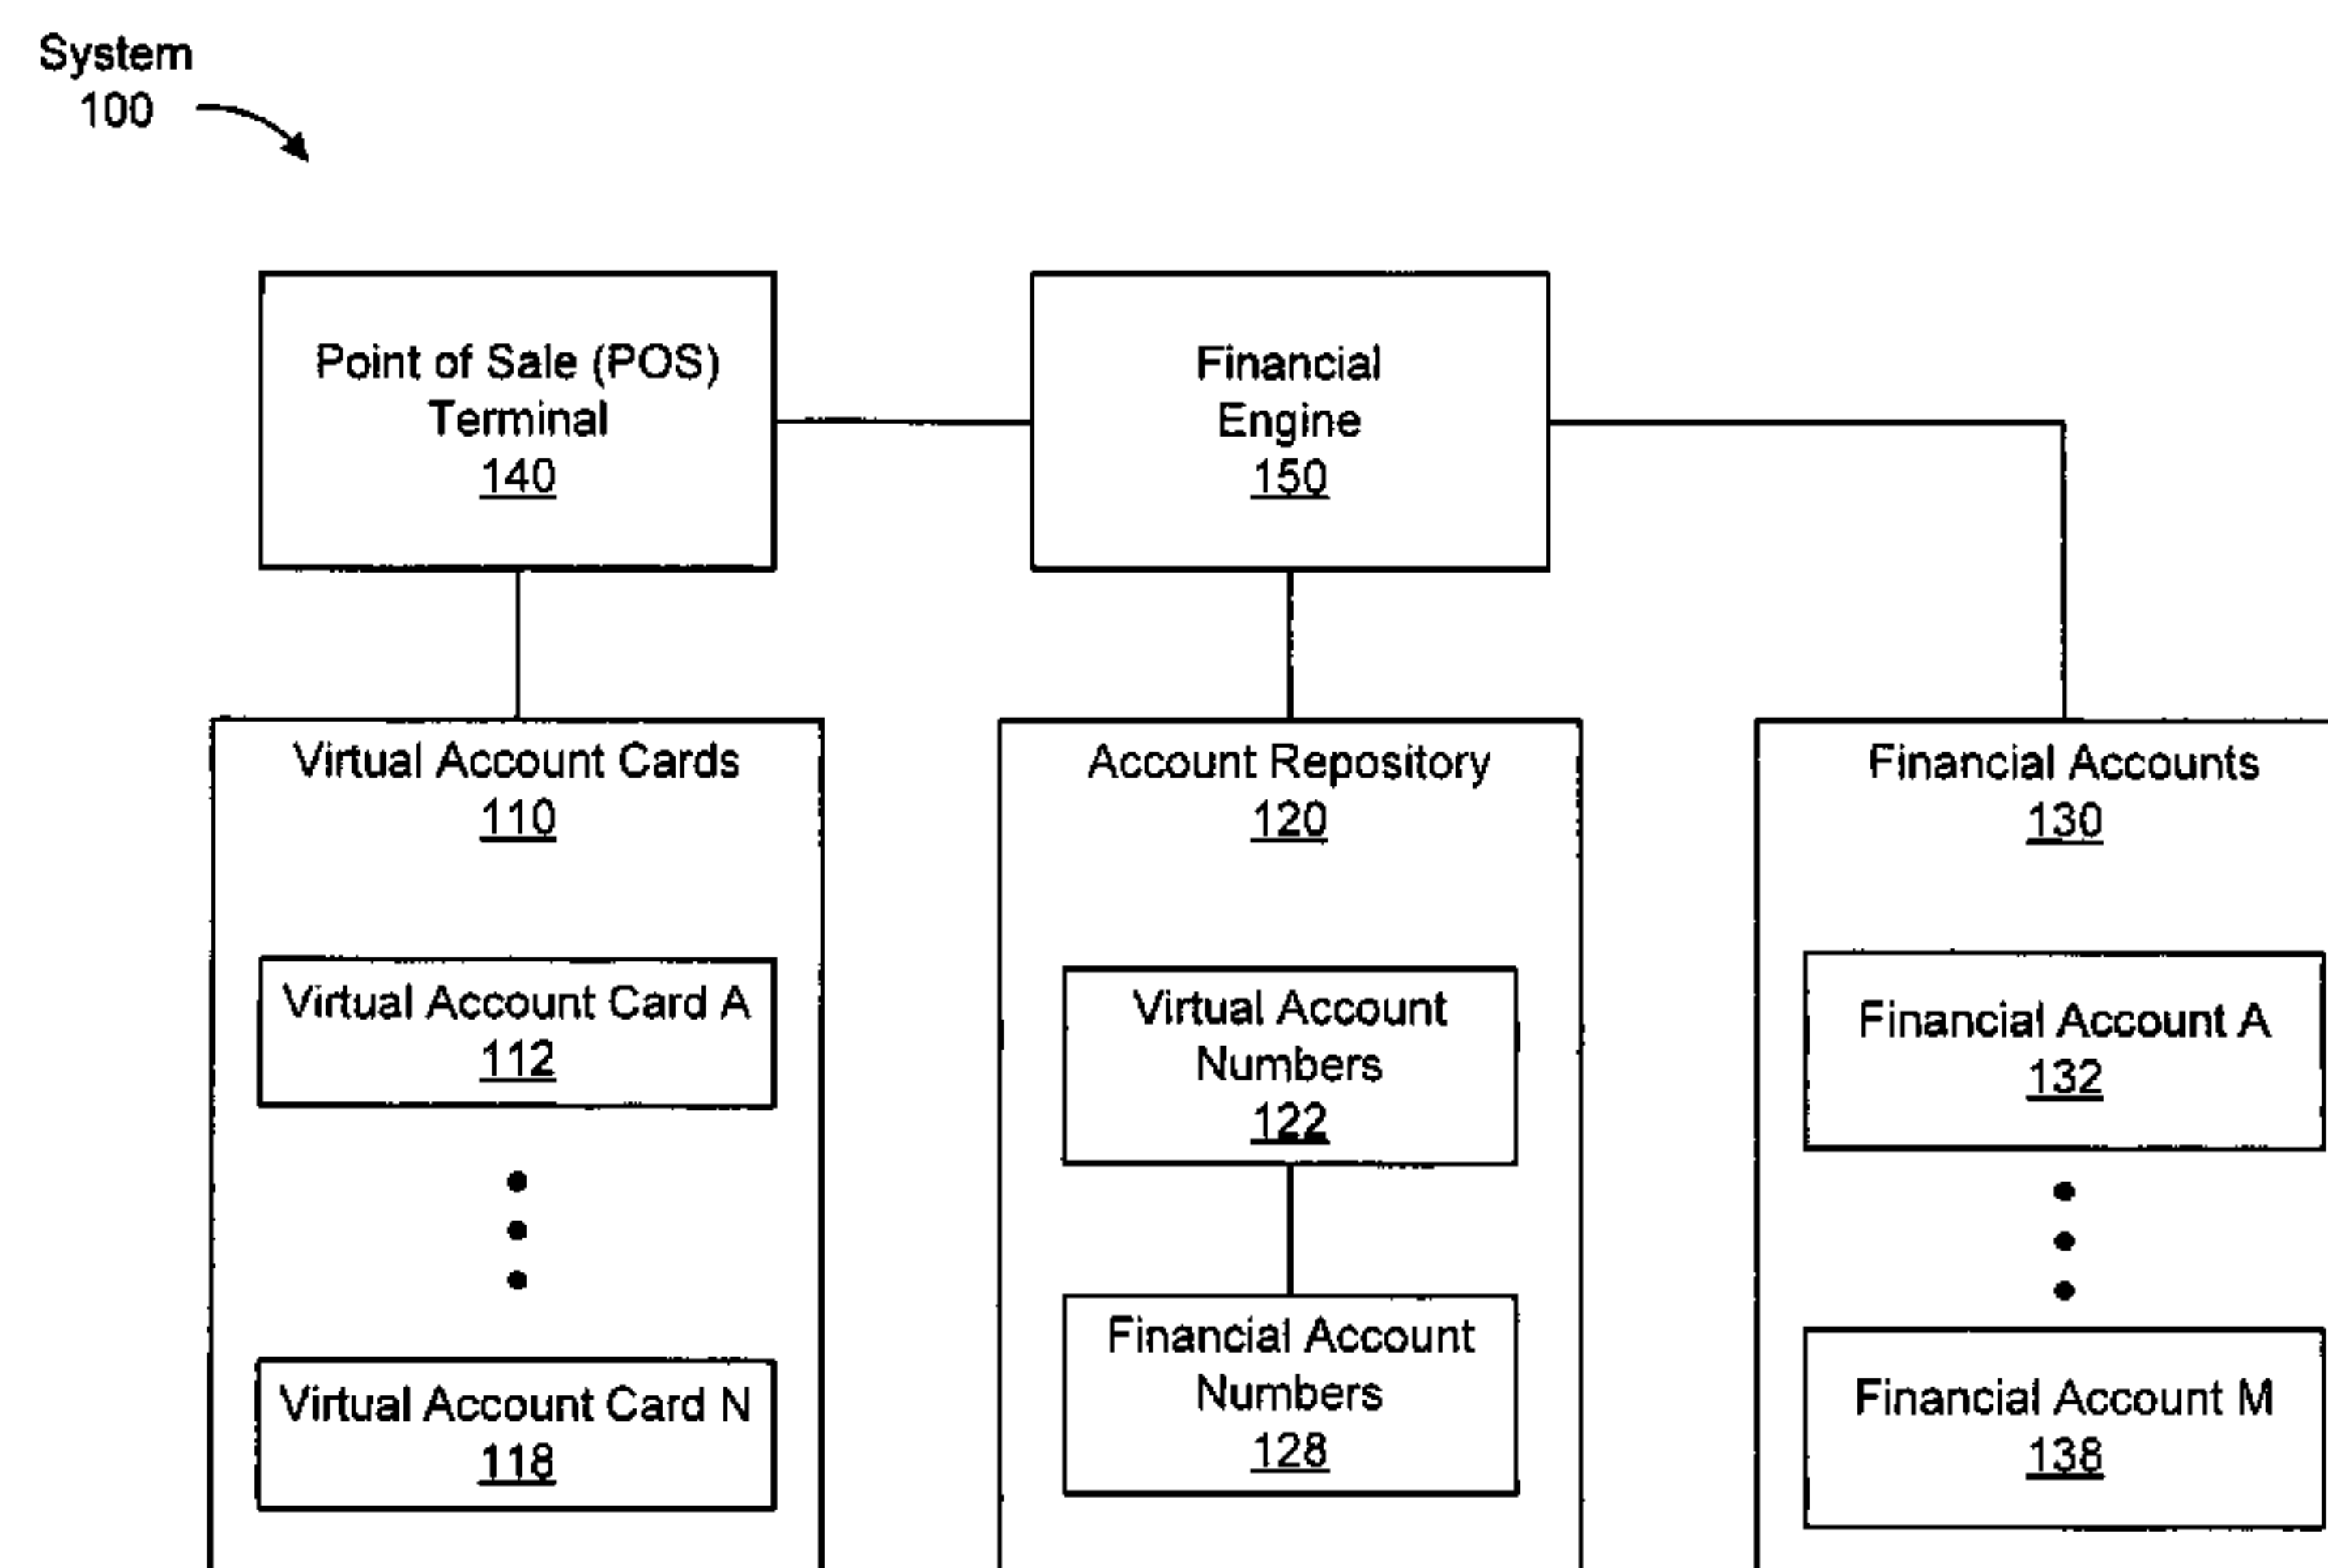 System
100
Point of Sale (POS)
Terminal
140
Financial
Engine
150
Virtual Account Cards
110
Virtual Account Card A
112
Virtual Account Card N
118
Account Repository
120
Virtual Account
Numbers
122
Financial Account
Numbers
128
Financial Accounts
130
Financial Account A
132
Financial Account M
138